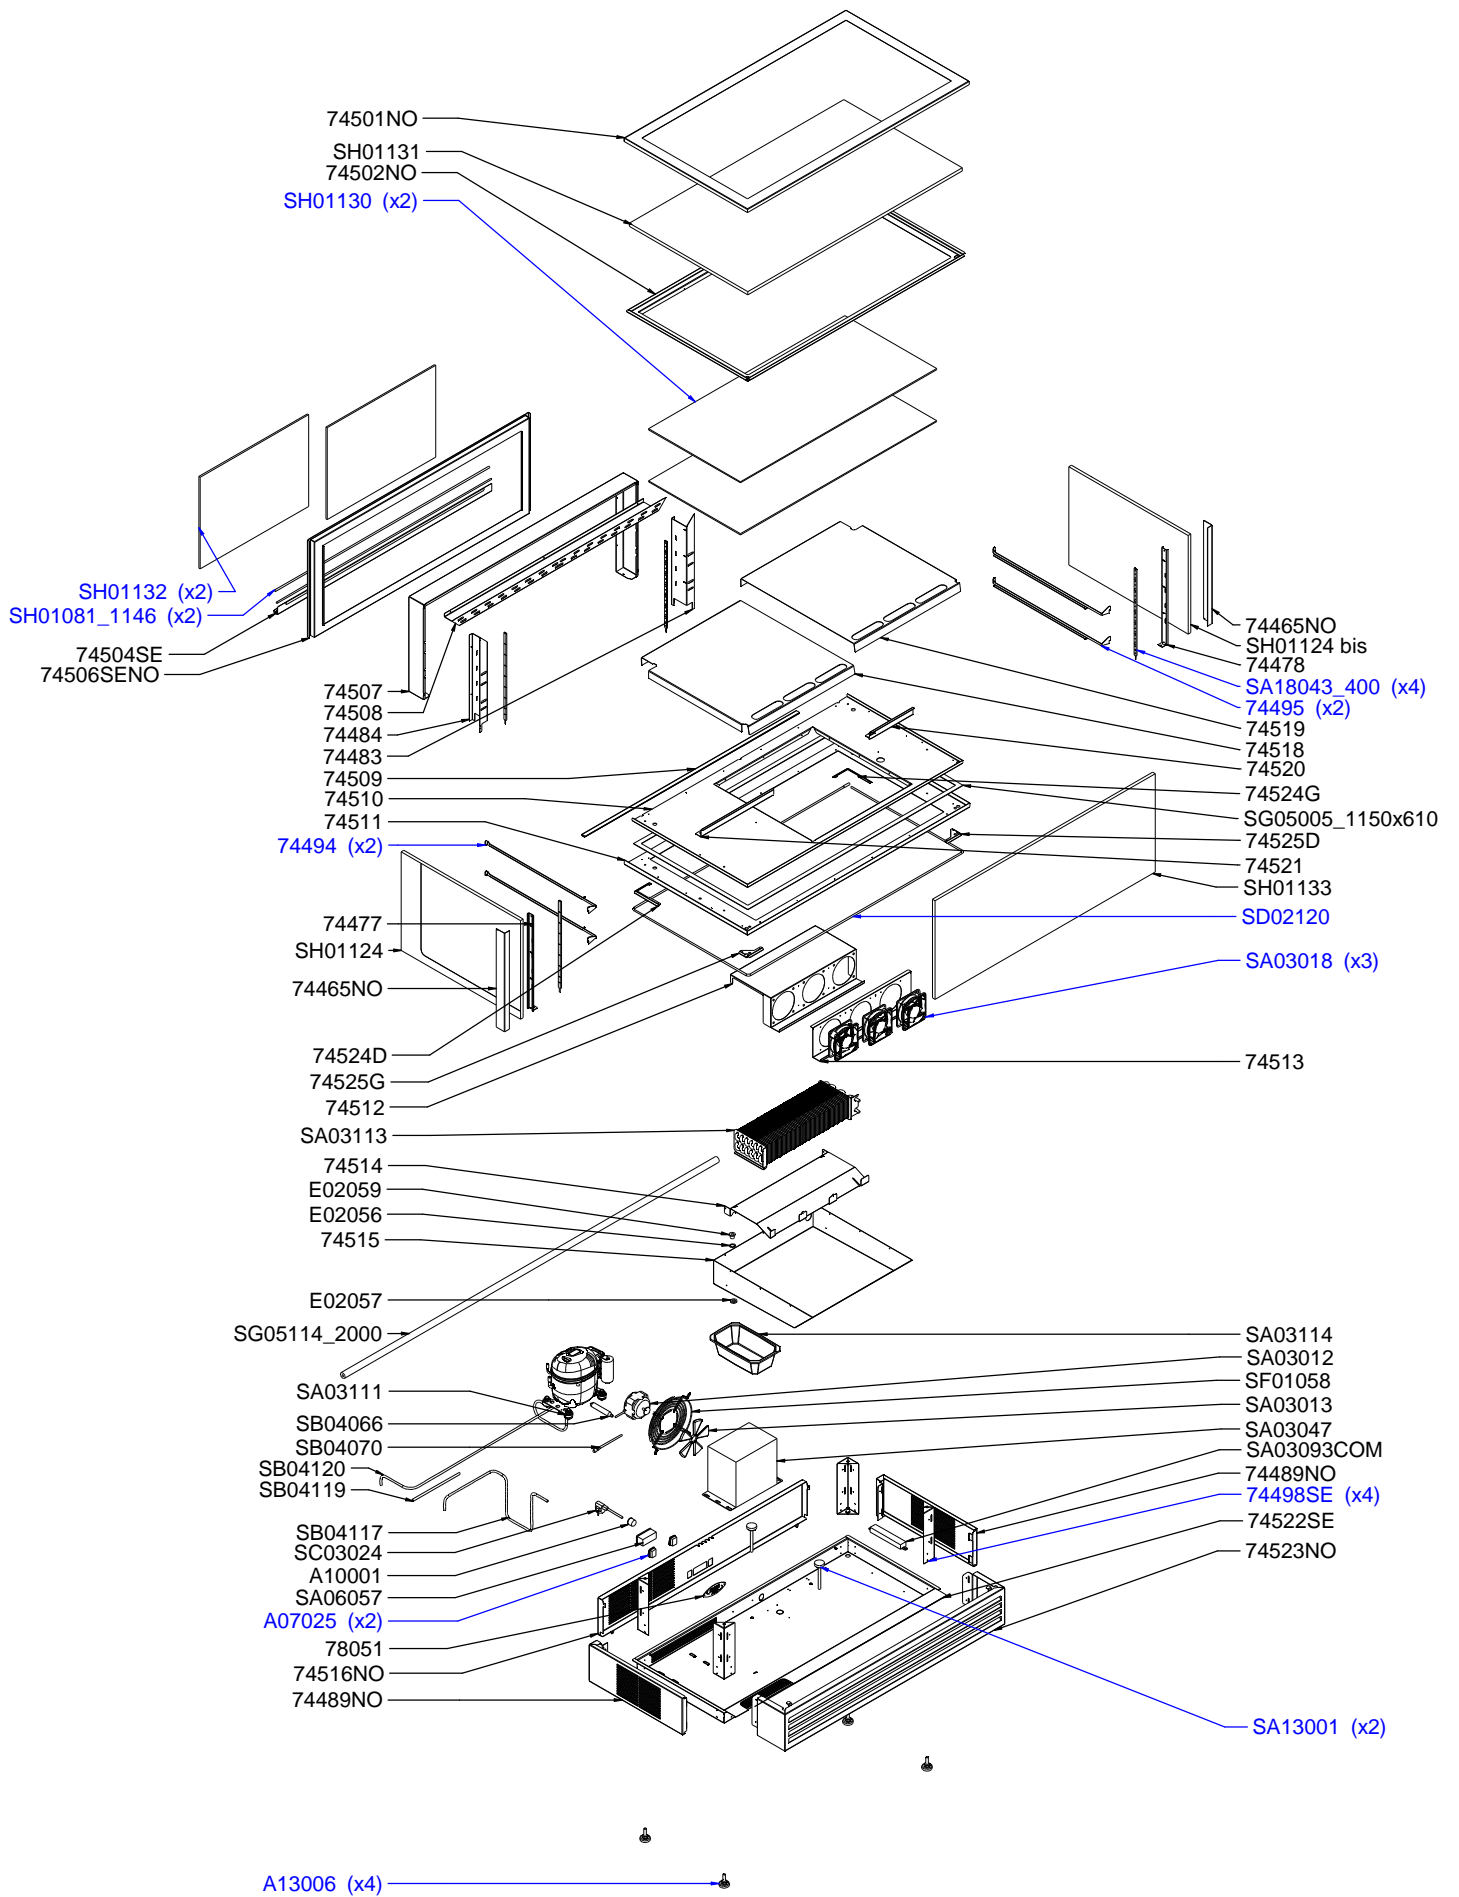 74501NO
SH01131
74502NO
SH01130 (x2)
SH01132 (x2)
SH01081_1146 (x2)
74504SE
74506SENO
74507
74508
74484
74483
74509
74510
74511
74494 (x2)
74477
SH01124
74465NO
74524D
74525G
74512
SA03113
74514
E02059
E02056
74515
E02057
SG05114_2000
SA03111
SB04066
SB04070
SB04120
SB04119
SB04117
SC03024
A10001
SA06057
A07025 (x2)
78051
74516NO
74489NO
A13006 (x4)
74465NO
SH01124 bis
74478
SA18043_400 (x4)
74495 (x2)
74519
74518
74520
74524G
SG05005_1150x610
74525D
74521
SH01133
SD02120
SA03018 (x3)
74513
SA03114
SA03012
SF01058
SA03013
SA03047
SA03093COM
74489NO
74498SE (x4)
74522SE
74523NO
SA13001 (x2)